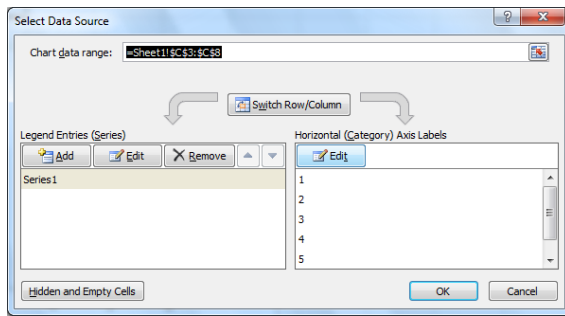 Select Data Source
Chart data range: =Sheet1!$C$3:$C$8
Switch Row/Column
Legend Entries (Series)
Add Edit Remove
Series1
Horizontal (Category) Axis Labels
Edit
1
2
3
4
5
Hidden and Empty Cells
OK Cancel